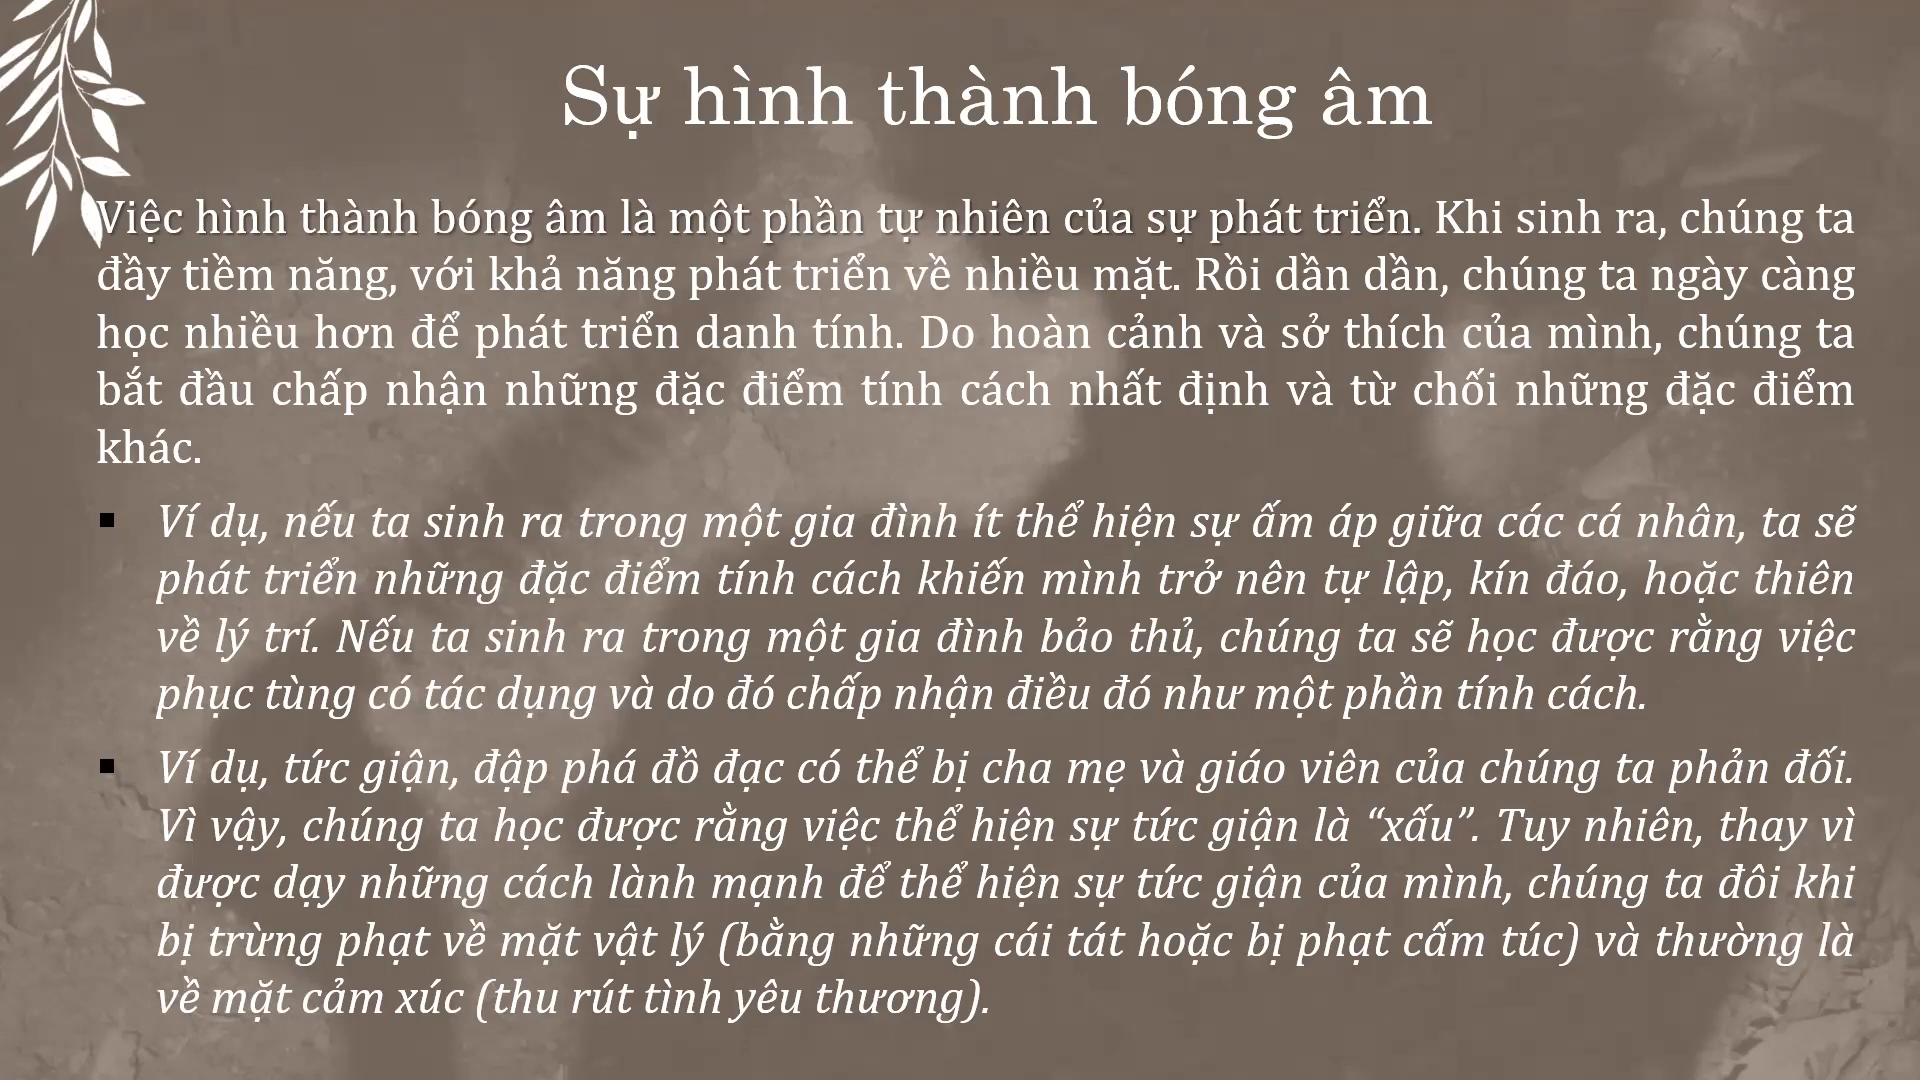 Sự hình thành bóng âm
Việc hình thành bóng âm là một phần tự nhiên của sự phát triển. Khi sinh ra, chúng ta
đầy tiềm năng, với khả năng phát triển về nhiều mặt. Rồi dần dần, chúng ta ngày càng
học nhiều hơn để phát triển danh tính. Do hoàn cảnh và sở thích của mình, chúng ta
bắt đầu chấp nhận những đặc điểm tính cách nhất định và từ chối những đặc điểm
khác.
▪ Ví dụ, nếu ta sinh ra trong một gia đình ít thể hiện sự ấm áp giữa các cá nhân, ta sẽ
phát triển những đặc điểm tính cách khiến mình trở nên tự lập, kín đáo, hoặc thiên
về lý trí. Nếu ta sinh ra trong một gia đình bảo thủ, chúng ta sẽ học được rằng việc
phục tùng có tác dụng và do đó chấp nhận điều đó như một phần tính cách.
▪ Ví dụ, tức giận, đập phá đồ đạc có thể bị cha mẹ và giáo viên của chúng ta phản đối.
Vì vậy, chúng ta học được rằng việc thể hiện sự tức giận là “xấu”. Tuy nhiên, thay vì
được dạy những cách lành mạnh để thể hiện sự tức giận của mình, chúng ta đôi khi
bị trừng phạt về mặt vật lý (bằng những cái tát hoặc bị phạt cấm túc) và thường là
về mặt cảm xúc (thu rút tình yêu thương).